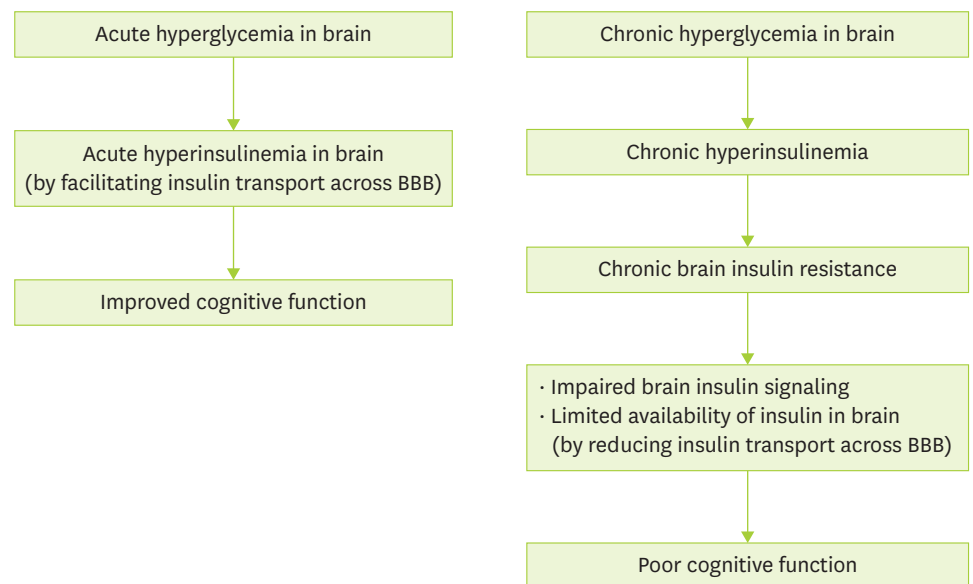 Acute hyperglycemia in brain
Acute hyperinsulinemia in brain
(by facilitating insulin transport across BBB)
Improved cognitive function
Chronic hyperglycemia in brain
Chronic hyperinsulinemia
Chronic brain insulin resistance
· Impaired brain insulin signaling
· Limited availability of insulin in brain
(by reducing insulin transport across BBB)
Poor cognitive function